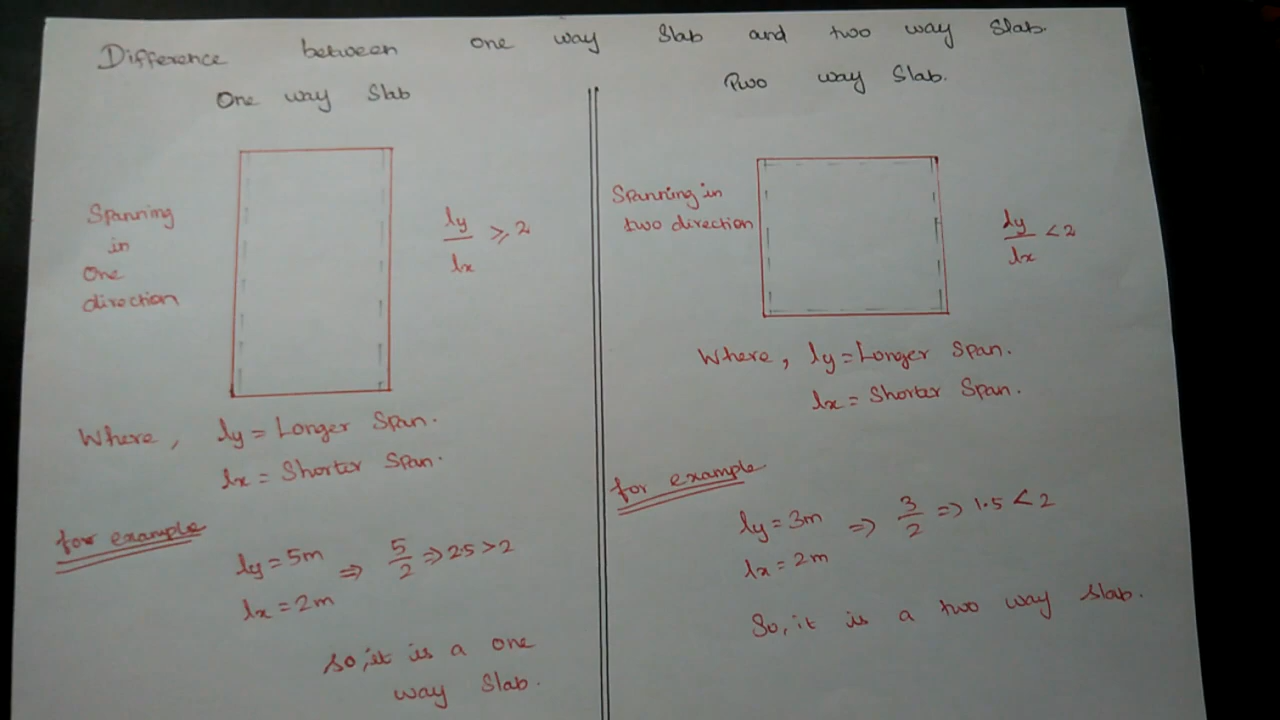 Difference between one way Slab and two way Slab.
One way Slab
Spanning
in
One
direction
ly/lx ⩾ 2
Where, ly = Longer Span.
lx = Shorter Span.
for example
ly = 5m ⇒ 5/2 ⇒ 2.5 > 2
lx = 2m
So, it is a one
way Slab.
Two way Slab.
Spanning in
two direction
ly/lx < 2
Where, ly = Longer Span.
lx = Shorter Span.
for example
ly = 3m ⇒ 3/2 ⇒ 1.5 < 2
lx = 2m
So, it is a two way Slab.